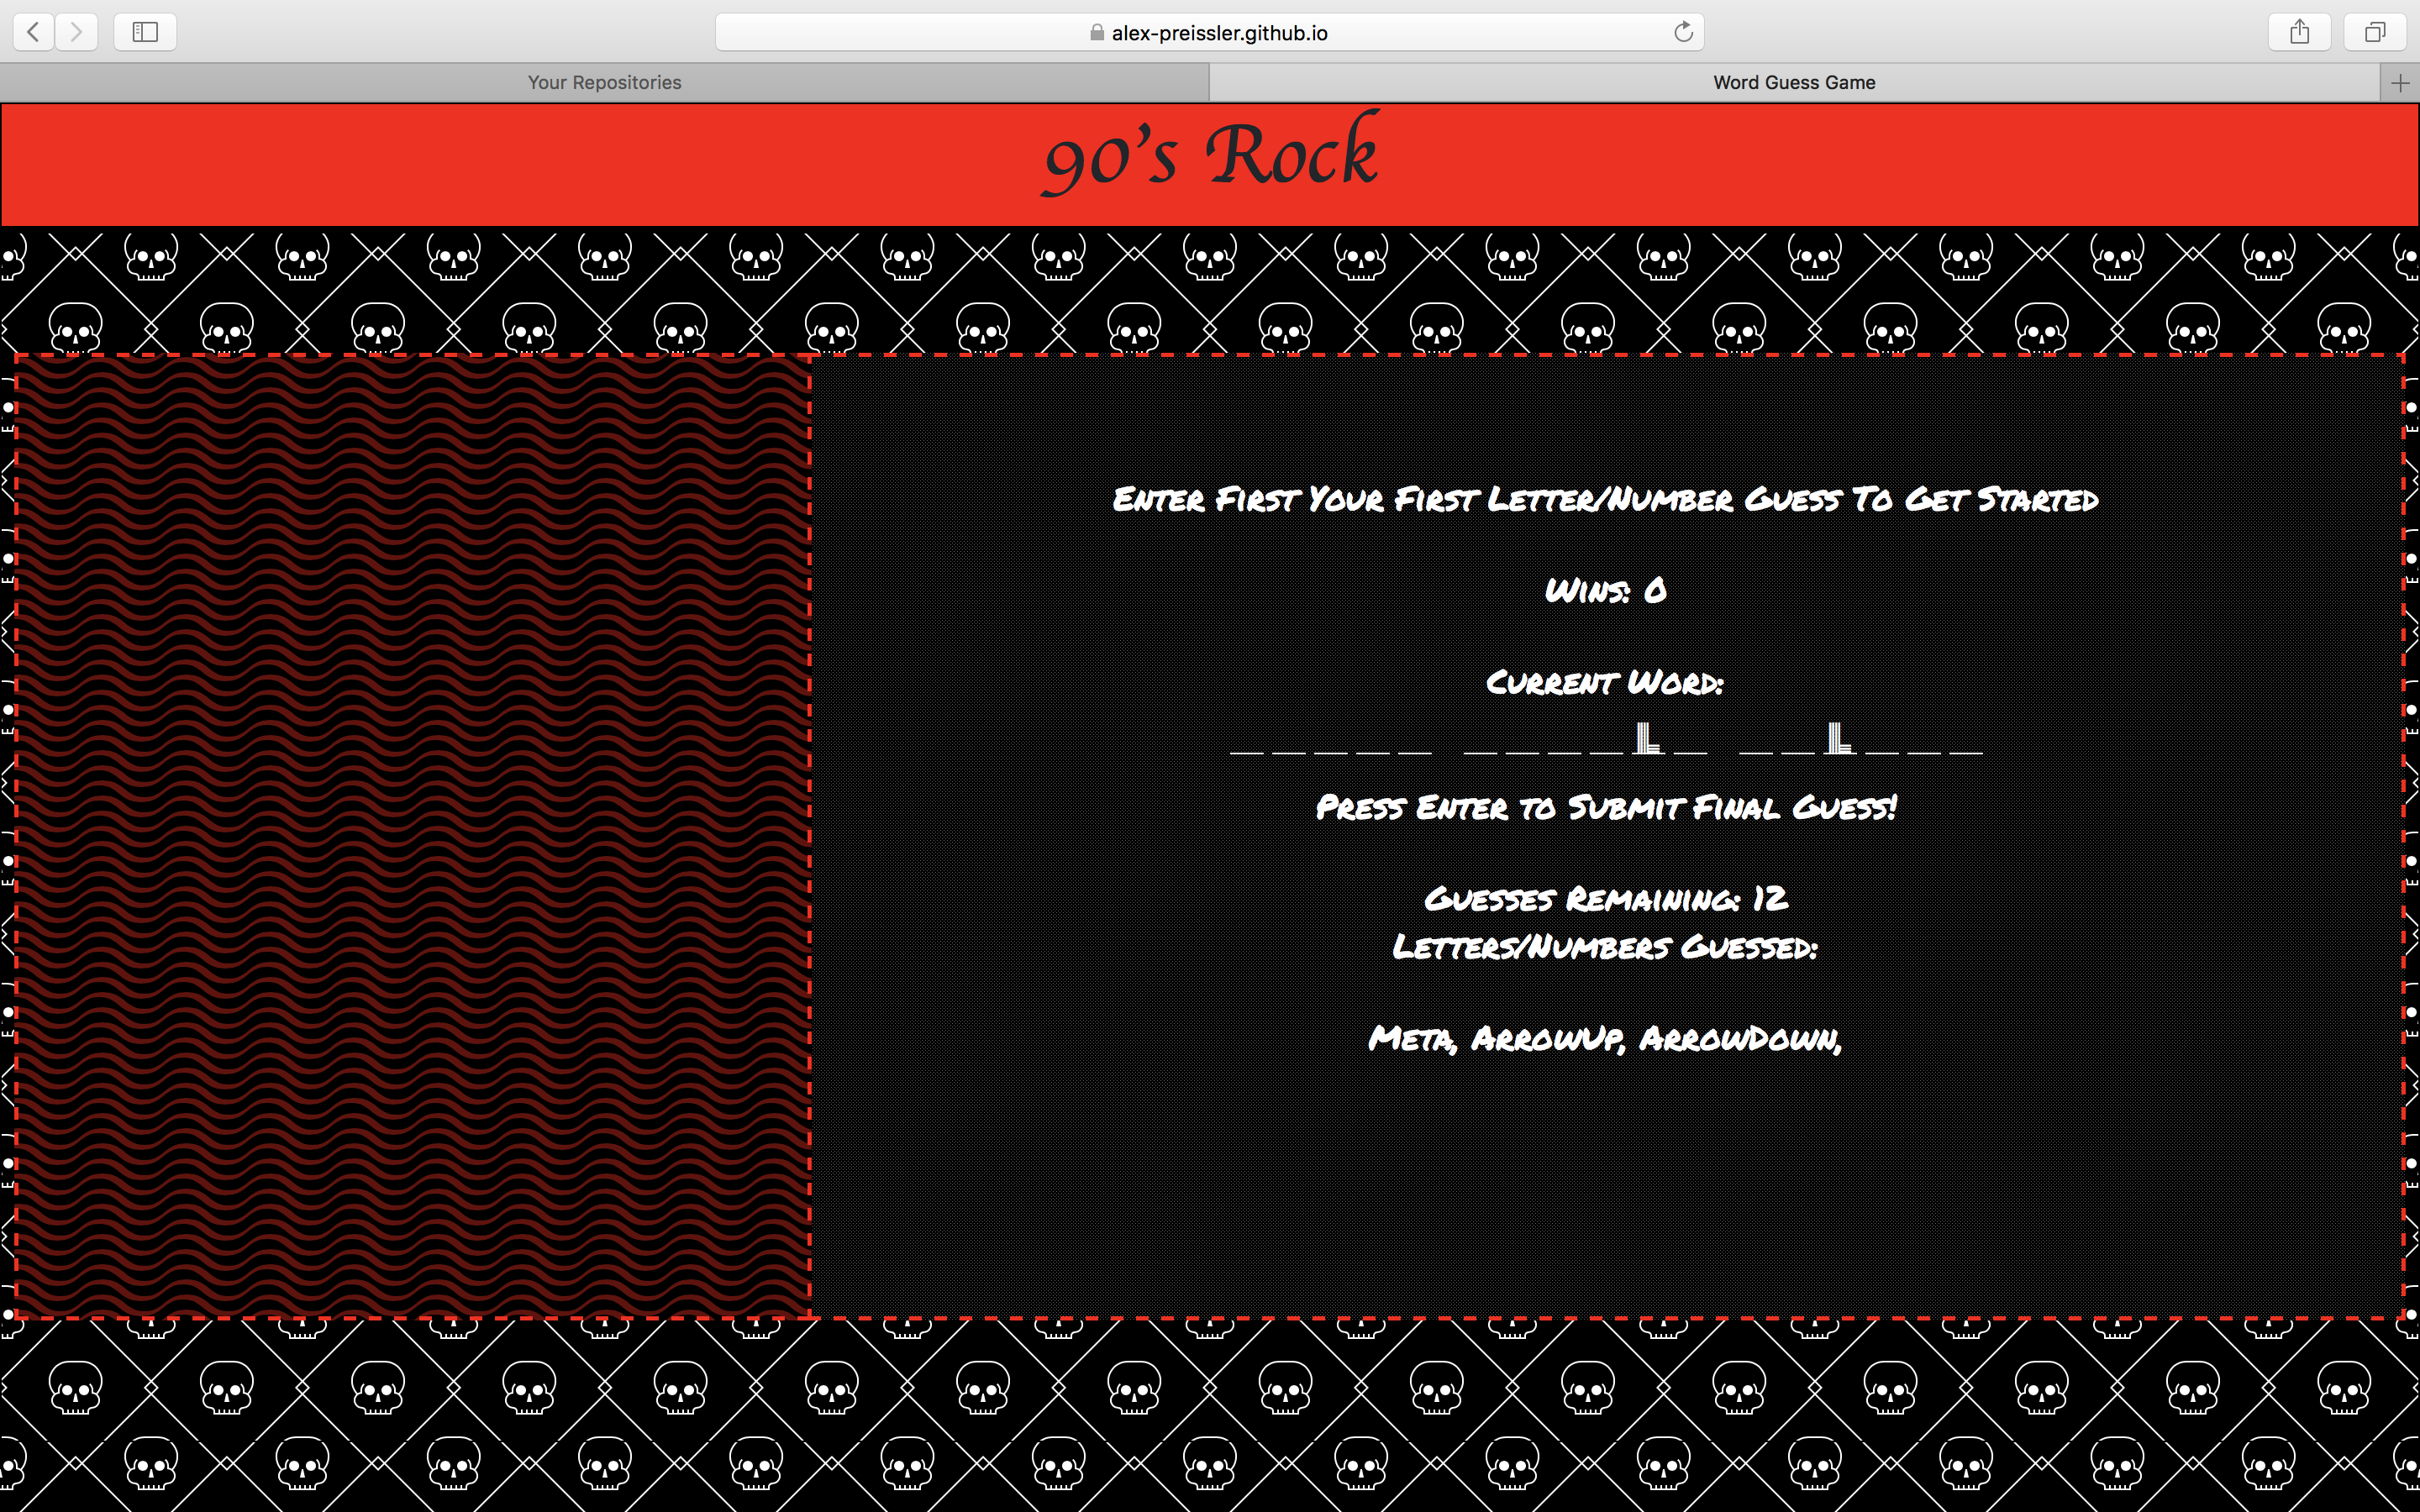 alex-preissler.github.io
Your Repositories
Word Guess Game
90's Rock
Enter First Your First Letter/Number Guess To Get Started
Wins: 0
Current Word:
_ _ _ _ _ _ _ _ _ L _ _ _ L _ _ _
Press Enter to Submit Final Guess!
Guesses Remaining: 12
Letters/Numbers Guessed:
Meta, ArrowUp, ArrowDown,